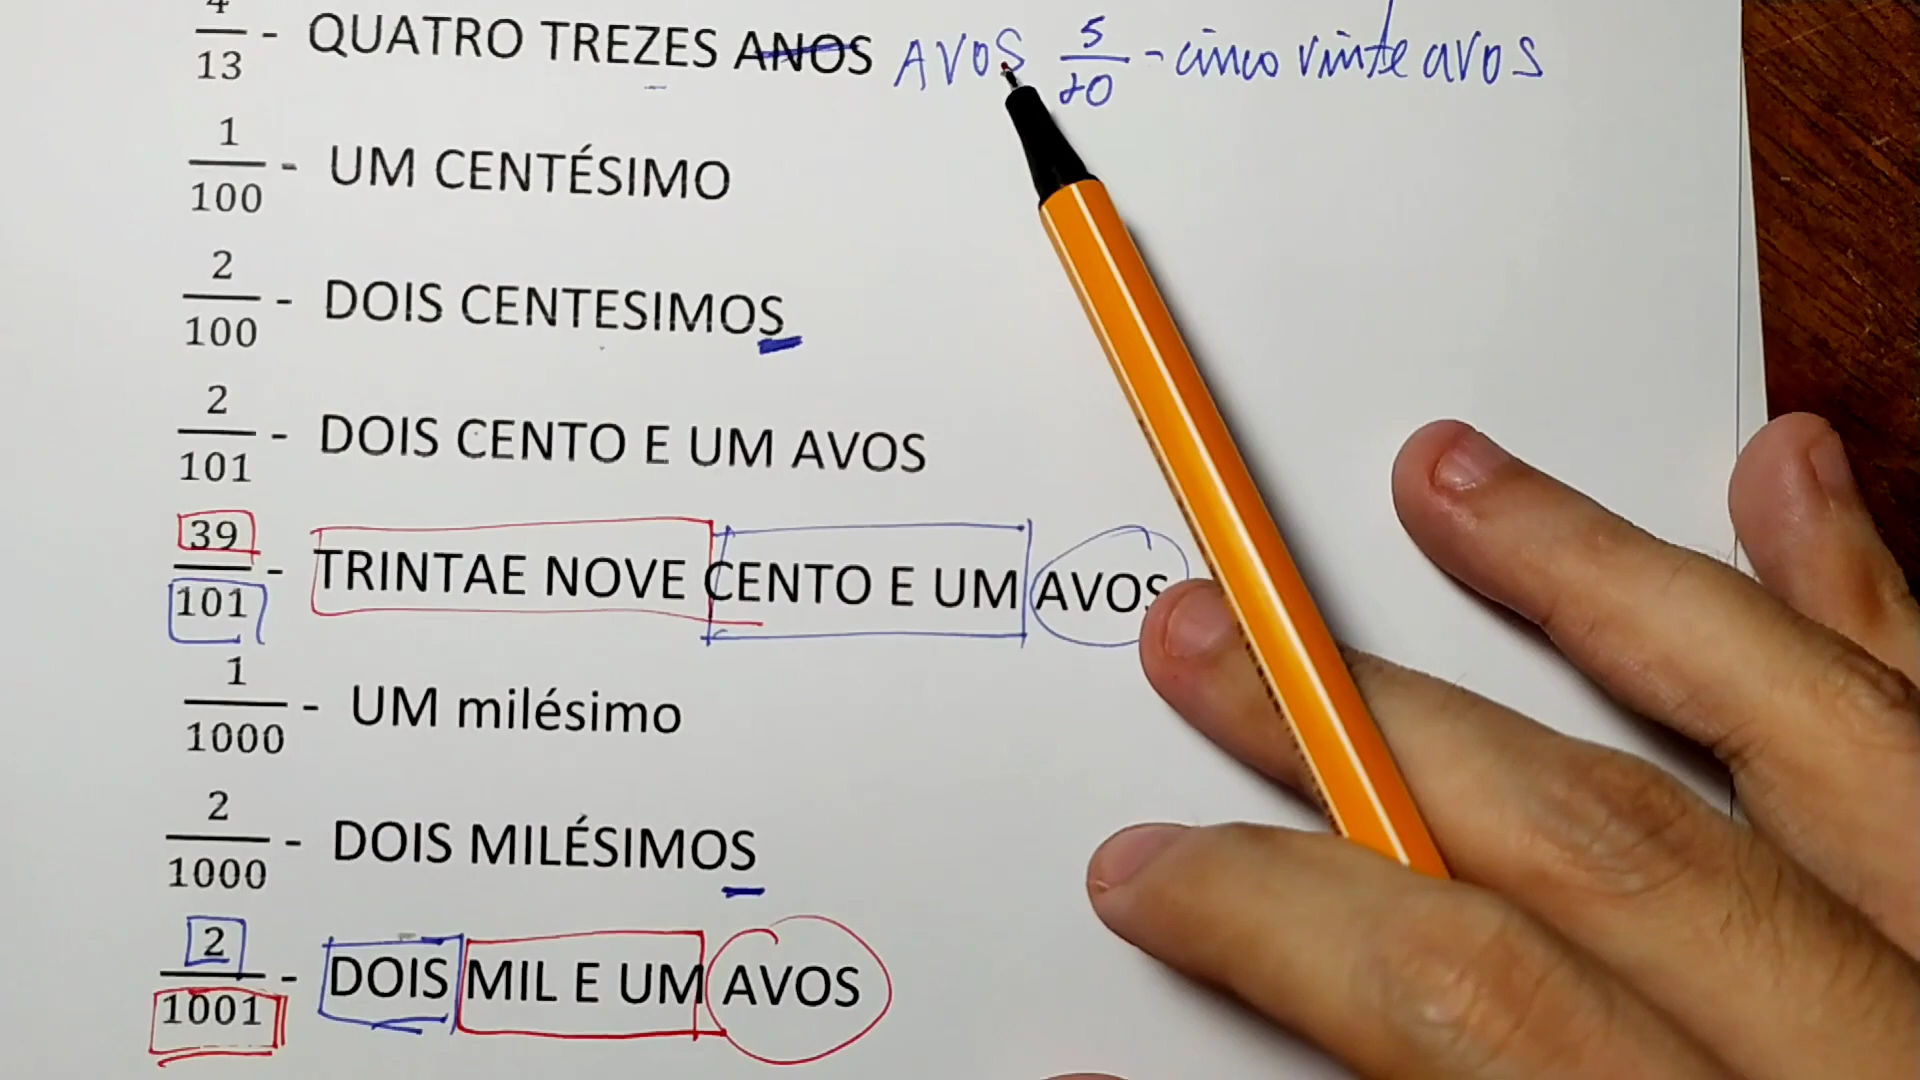 4/13 - QUATRO TREZES ANOS AVOS 5/20 - cinco vinte avos
1/100 - UM CENTÉSIMO
2/100 - DOIS CENTESIMOS
2/101 - DOIS CENTO E UM AVOS
39/101 - TRINTAE NOVE CENTO E UM AVOS
1/1000 - UM milésimo
2/1000 - DOIS MILÉSIMOS
2/1001 - DOIS MIL E UM AVOS